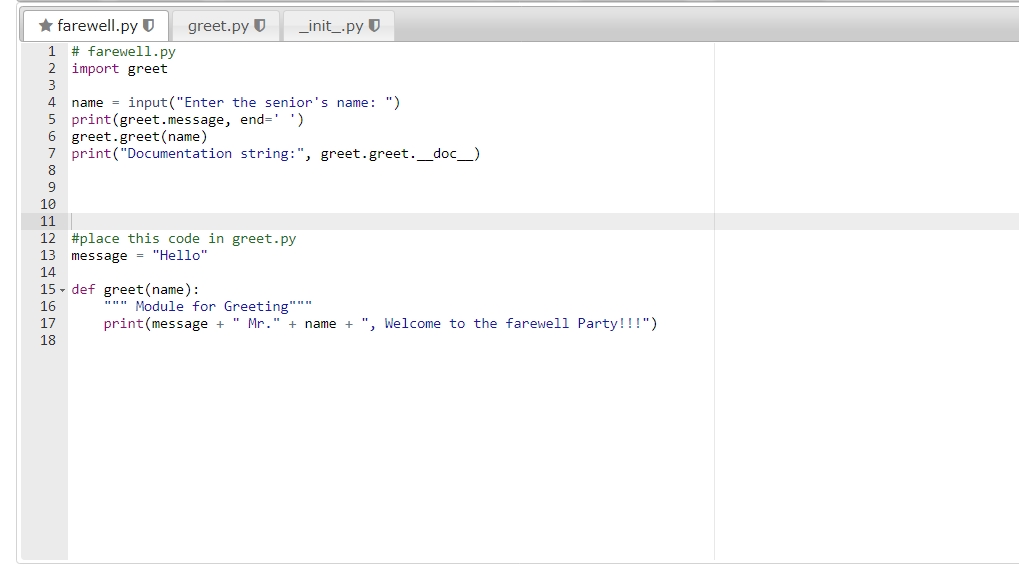 farewell.py greet.py _init_.py
1 # farewell.py
2 import greet
3
4 name = input("Enter the senior's name: ")
5 print(greet.message, end=' ')
6 greet.greet(name)
7 print("Documentation string:", greet.greet.__doc__)
8
9
10
11
12 #place this code in greet.py
13 message = "Hello"
14
15 def greet(name):
16 """ Module for Greeting"""
17 print(message + " Mr." + name + ", Welcome to the farewell Party!!!")
18